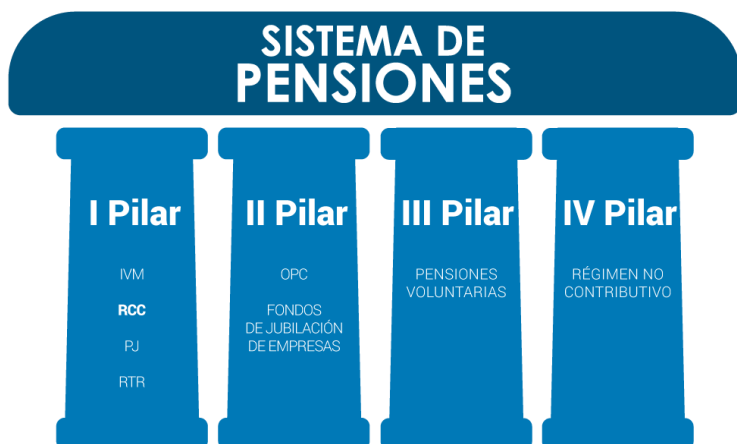 SISTEMA DE
PENSIONES
I Pilar
IVM
RCC
PJ
RTR
II Pilar
OPC
FONDOS
DE JUBILACIÓN
DE EMPRESAS
III Pilar
PENSIONES
VOLUNTARIAS
IV Pilar
RÉGIMEN NO
CONTRIBUTIVO